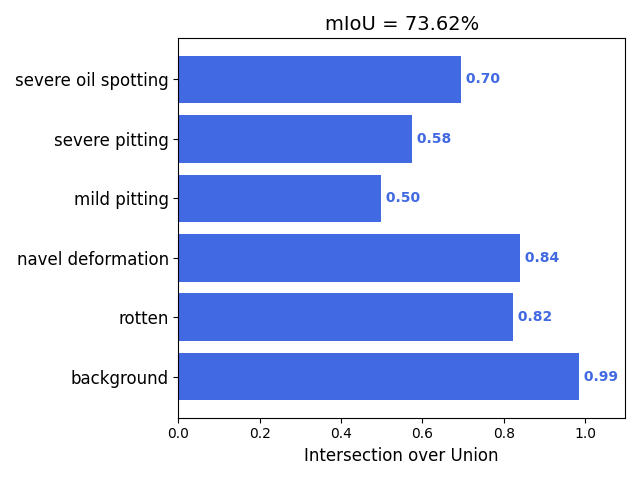 mIoU = 73.62%
severe oil spotting 0.70
severe pitting 0.58
mild pitting 0.50
navel deformation 0.84
rotten 0.82
background 0.99
0.0 0.2 0.4 0.6 0.8 1.0
Intersection over Union